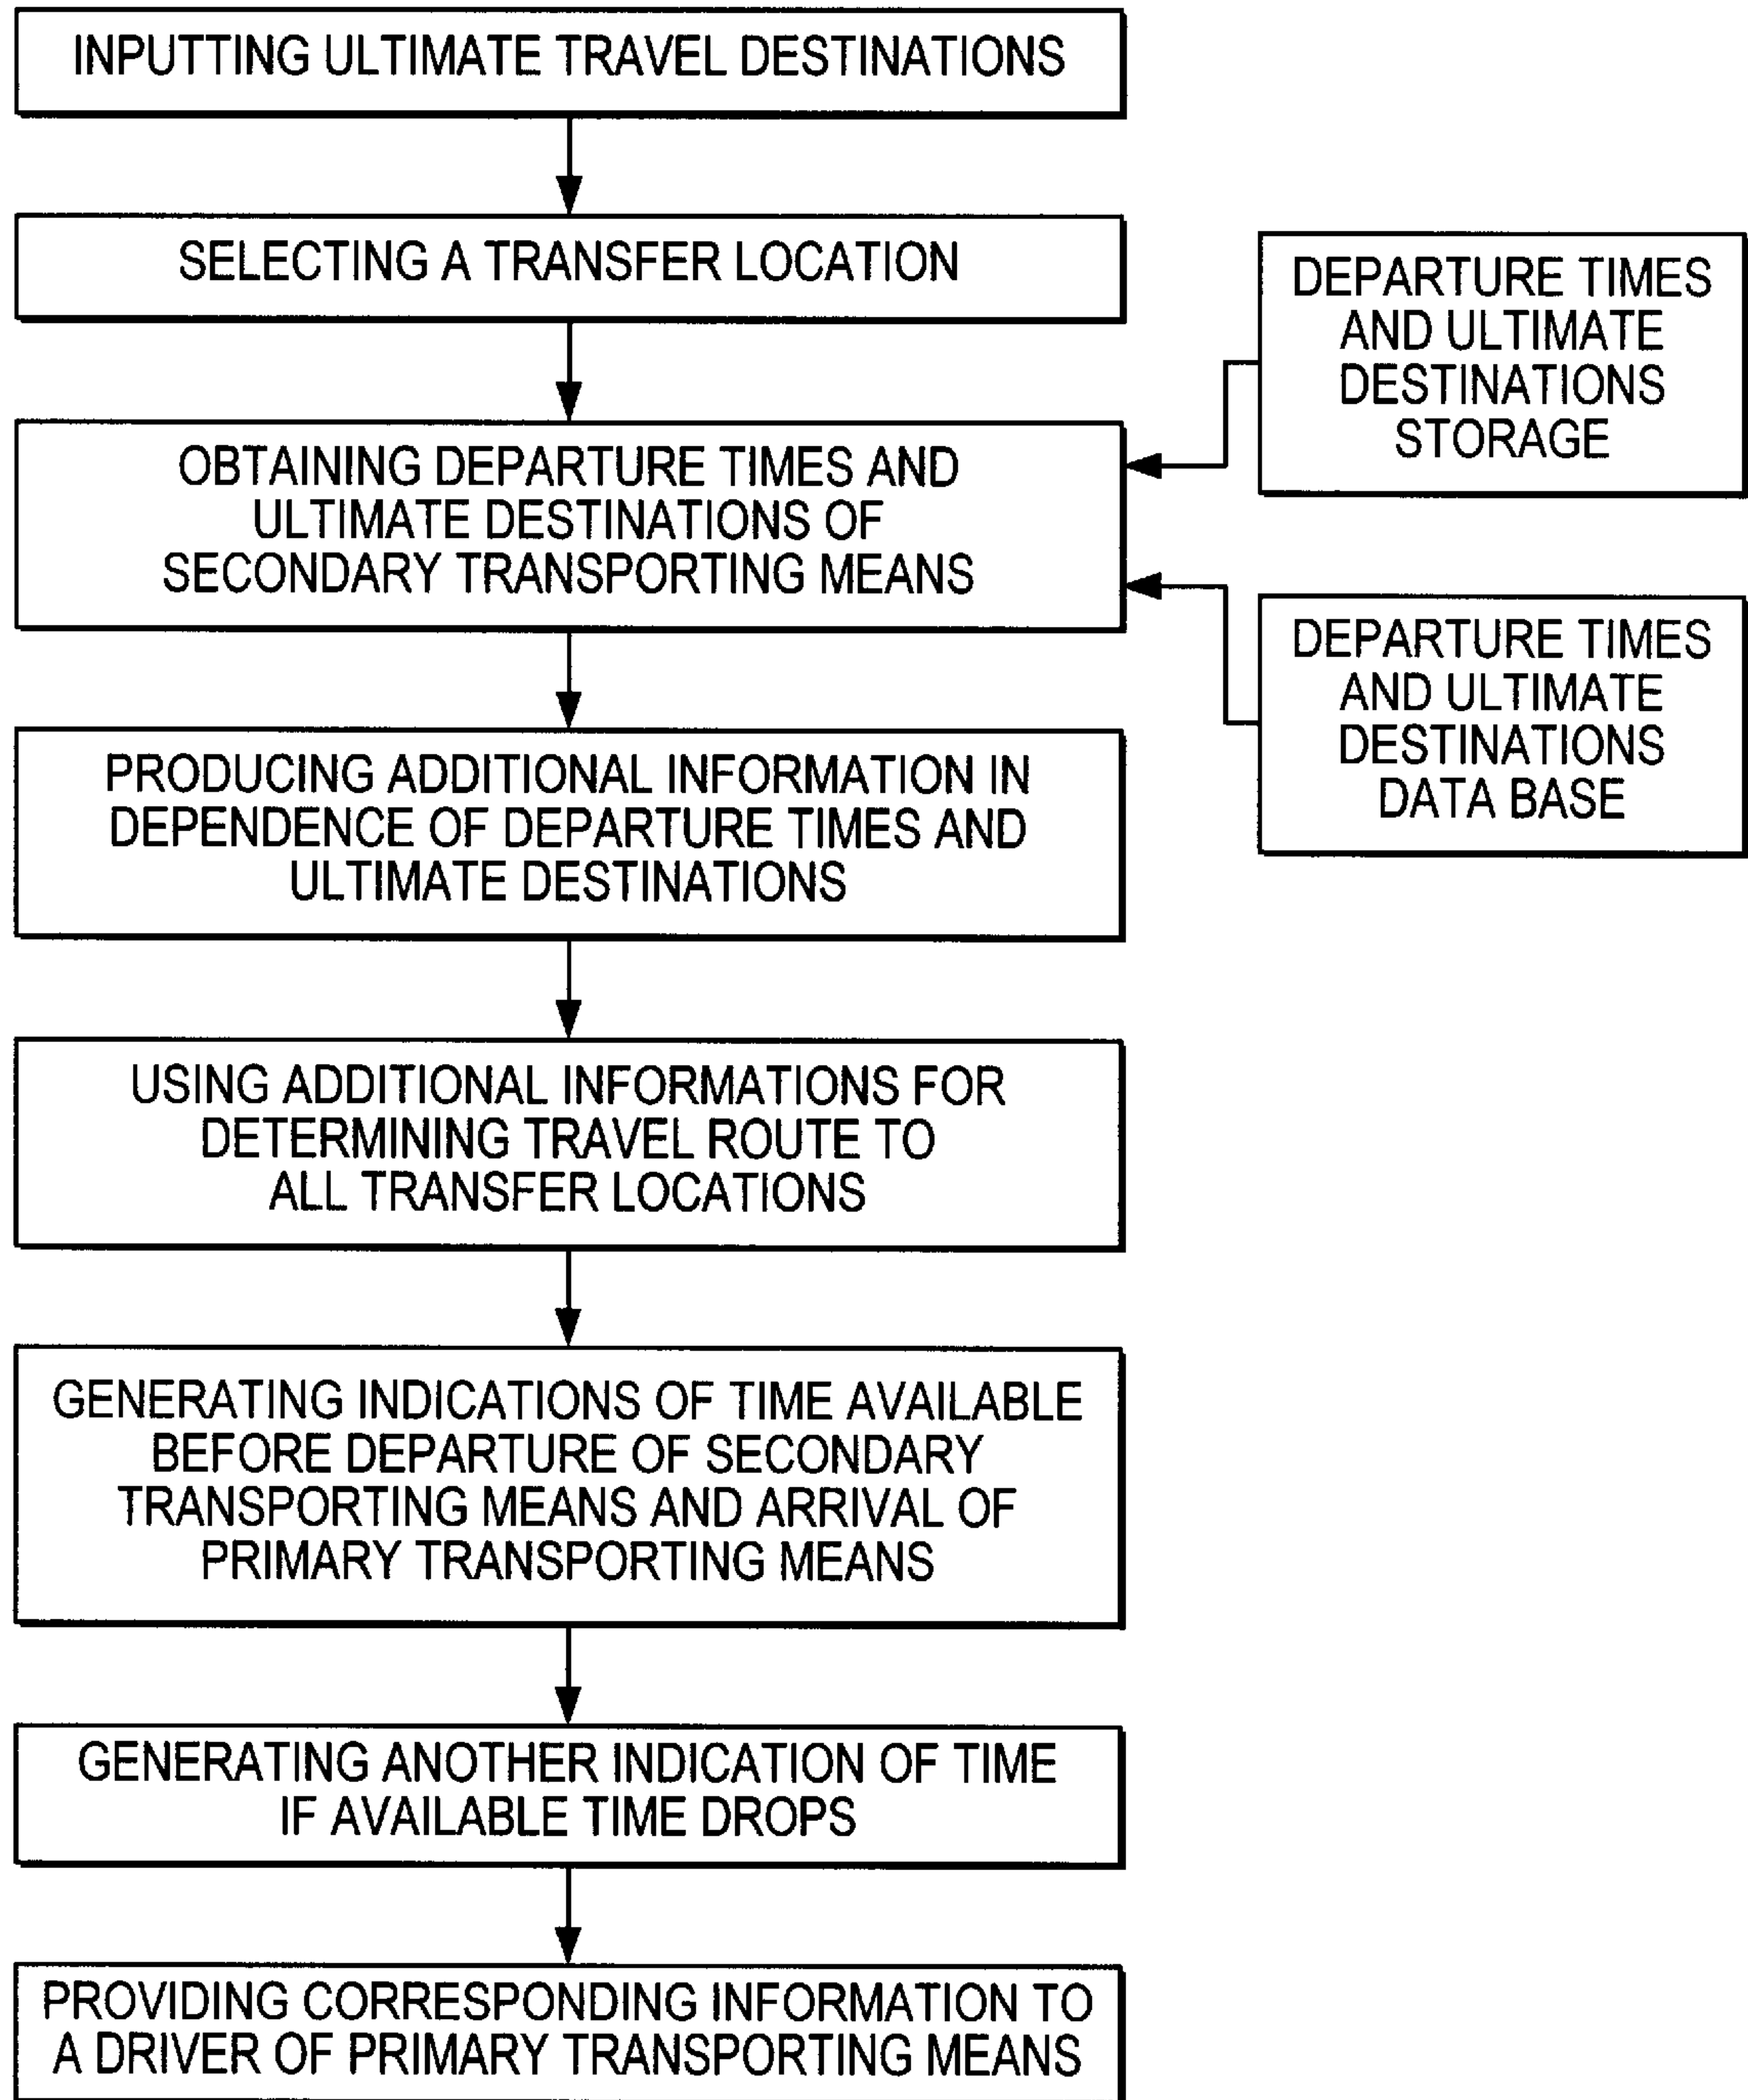 INPUTTING ULTIMATE TRAVEL DESTINATIONS
SELECTING A TRANSFER LOCATION
DEPARTURE TIMES
AND ULTIMATE
DESTINATIONS
STORAGE
OBTAINING DEPARTURE TIMES AND
ULTIMATE DESTINATIONS OF
SECONDARY TRANSPORTING MEANS
DEPARTURE TIMES
AND ULTIMATE
DESTINATIONS
DATA BASE
PRODUCING ADDITIONAL INFORMATION IN
DEPENDENCE OF DEPARTURE TIMES AND
ULTIMATE DESTINATIONS
USING ADDITIONAL INFORMATIONS FOR
DETERMINING TRAVEL ROUTE TO
ALL TRANSFER LOCATIONS
GENERATING INDICATIONS OF TIME AVAILABLE
BEFORE DEPARTURE OF SECONDARY
TRANSPORTING MEANS AND ARRIVAL OF
PRIMARY TRANSPORTING MEANS
GENERATING ANOTHER INDICATION OF TIME
IF AVAILABLE TIME DROPS
PROVIDING CORRESPONDING INFORMATION TO
A DRIVER OF PRIMARY TRANSPORTING MEANS